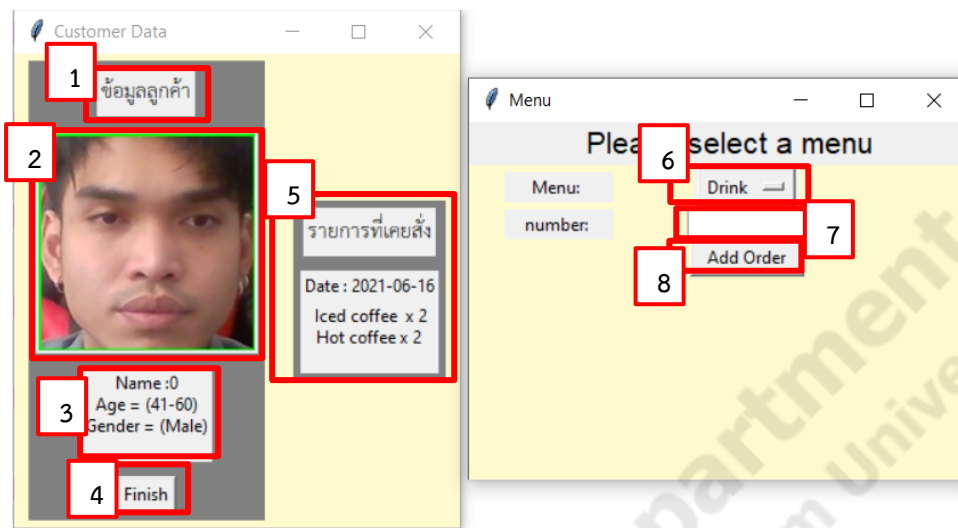 Customer Data
1
ข้อมูลลูกค้า
2
5
รายการที่เคยสั่ง
Date : 2021-06-16
Iced coffee x 2
Hot coffee x 2
3
Name :0
Age = (41-60)
Gender = (Male)
4
Finish
Menu
select a menu
6
Menu:
Drink
number:
7
8
Add Order